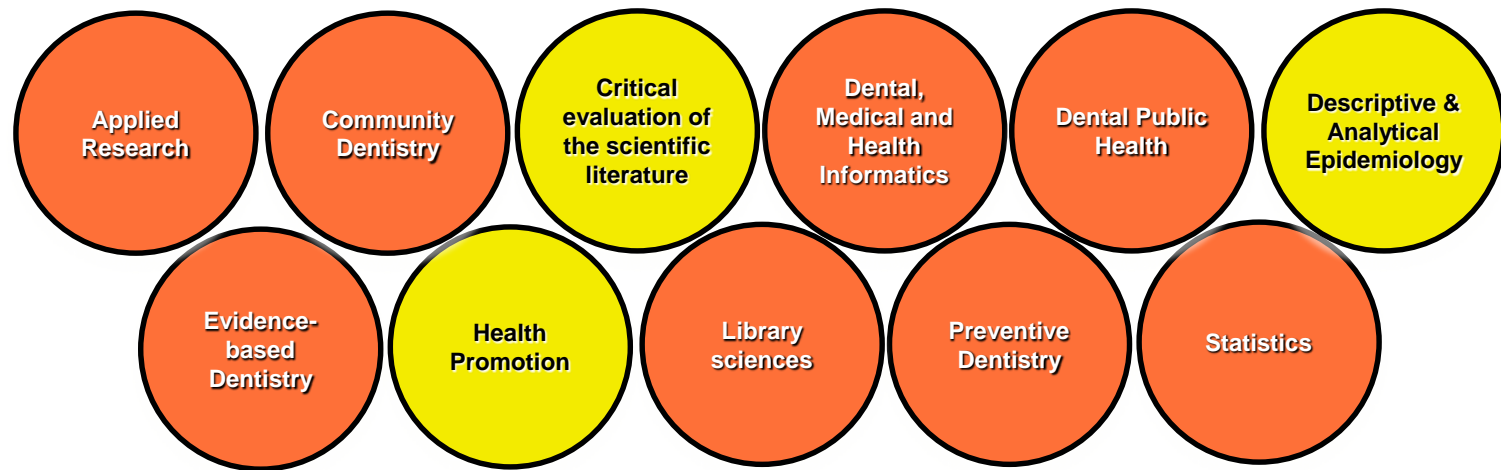 Applied
Research
Community
Dentistry
Critical
evaluation of
the scientific
literature
Dental,
Medical and
Health
Informatics
Dental Public
Health
Descriptive &
Analytical
Epidemiology
Evidence-
based
Dentistry
Health
Promotion
Library
sciences
Preventive
Dentistry
Statistics